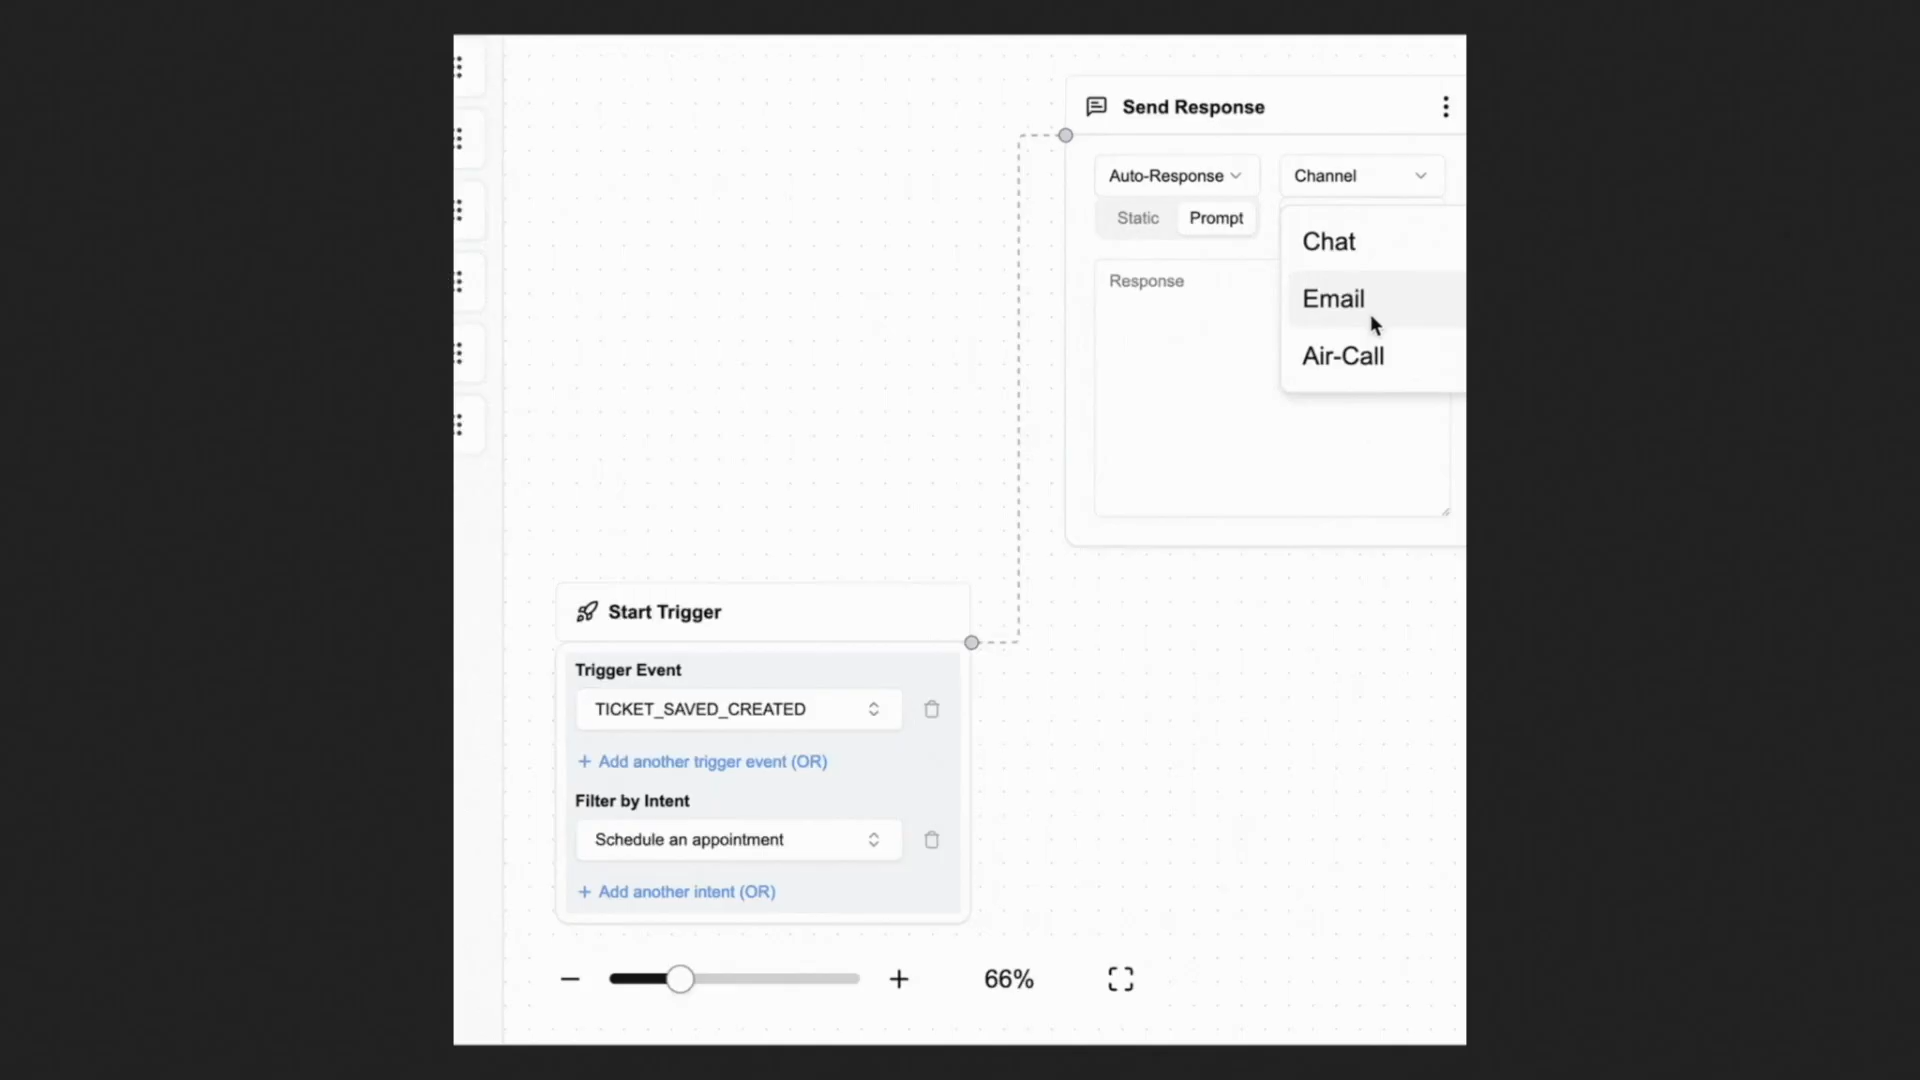 Send Response
Auto-Response
Channel
Static
Prompt
Chat
Response
Email
Air-Call
Start Trigger
Trigger Event
TICKET_SAVED_CREATED
+ Add another trigger event (OR)
Filter by Intent
Schedule an appointment
+ Add another intent (OR)
66%